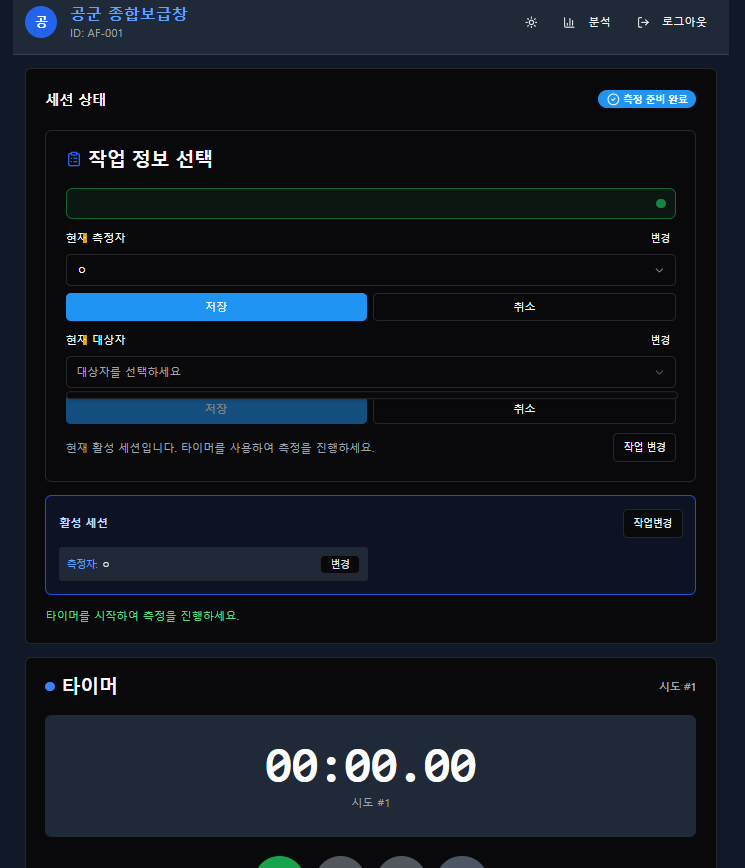 공 공군 종합보급창
ID: AF-001
분석 로그아웃
세션 상태 측정 준비 완료
작업 정보 선택
현재 측정자 변경
ㅇ
저장 취소
현재 대상자 변경
대상자를 선택하세요
저장 취소
현재 활성 세션입니다. 타이머를 사용하여 측정을 진행하세요. 작업 변경
활성 세션 작업변경
측정자: ㅇ 변경
타이머를 시작하여 측정을 진행하세요.
타이머 시도 #1
00:00.00
시도 #1